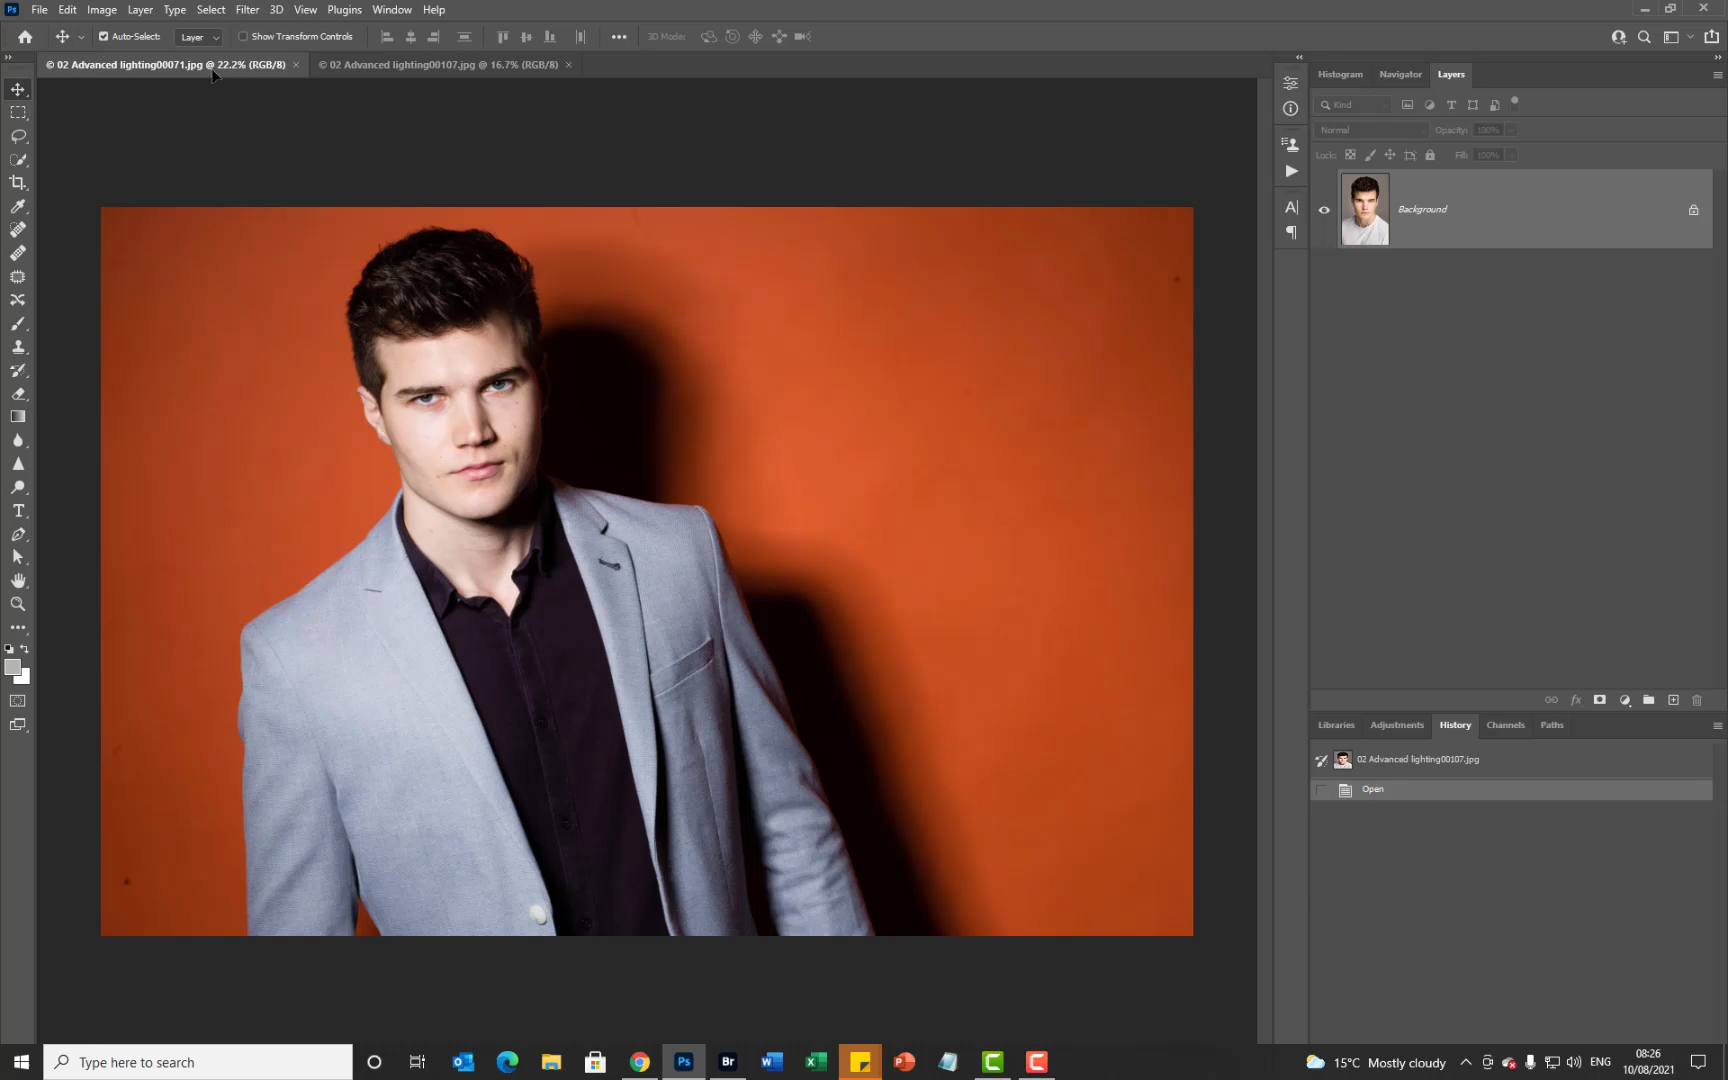 Ps File Edit Image Layer Type Select Filter 3D View Plugins Window Help
Auto-Select: Layer Show Transform Controls 3D Mode:
© 02 Advanced lighting00071.jpg @ 22.2% (RGB/8) × © 02 Advanced lighting00107.jpg @ 16.7% (RGB/8) ×
Histogram Navigator Layers
Kind
Normal Opacity: 100%
Lock: Fill: 100%
Background
Libraries Adjustments History Channels Paths
02 Advanced lighting00107.jpg
Open
Type here to search
Ps Br
15°C Mostly cloudy
ENG
08:26
10/08/2021